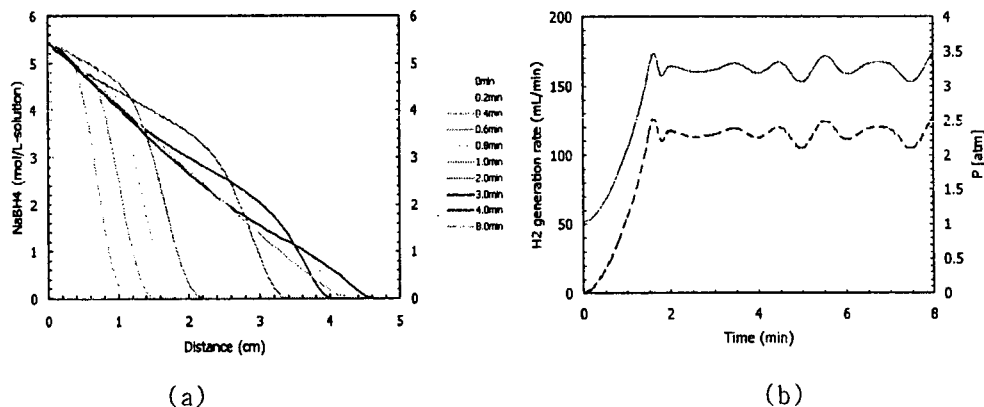 6
5
4
3
2
1
0
NaBH4 (mol/L-solution)
6
5
4
3
2
1
0
0 1 2 3 4 5
Distance (cm)
0min
0.2min
0.4min
0.6min
0.8min
1.0min
2.0min
3.0min
4.0min
8.0min
(a)
200
150
100
50
0
H2 generation rate (mL/min)
4
3.5
3
2.5
2
1.5
1
0.5
0
P [atm]
0 2 4 6 8
Time (min)
(b)